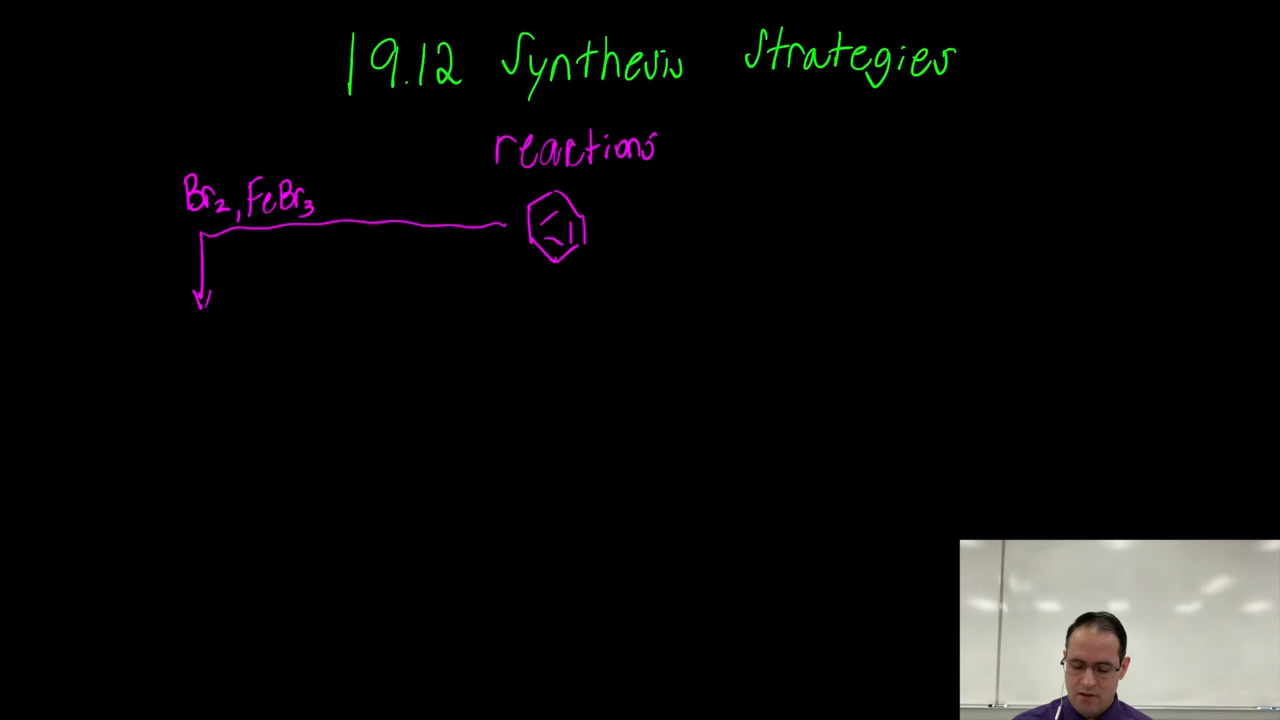 19.12 Synthesis Strategies
reactions
Br₂, FeBr₃